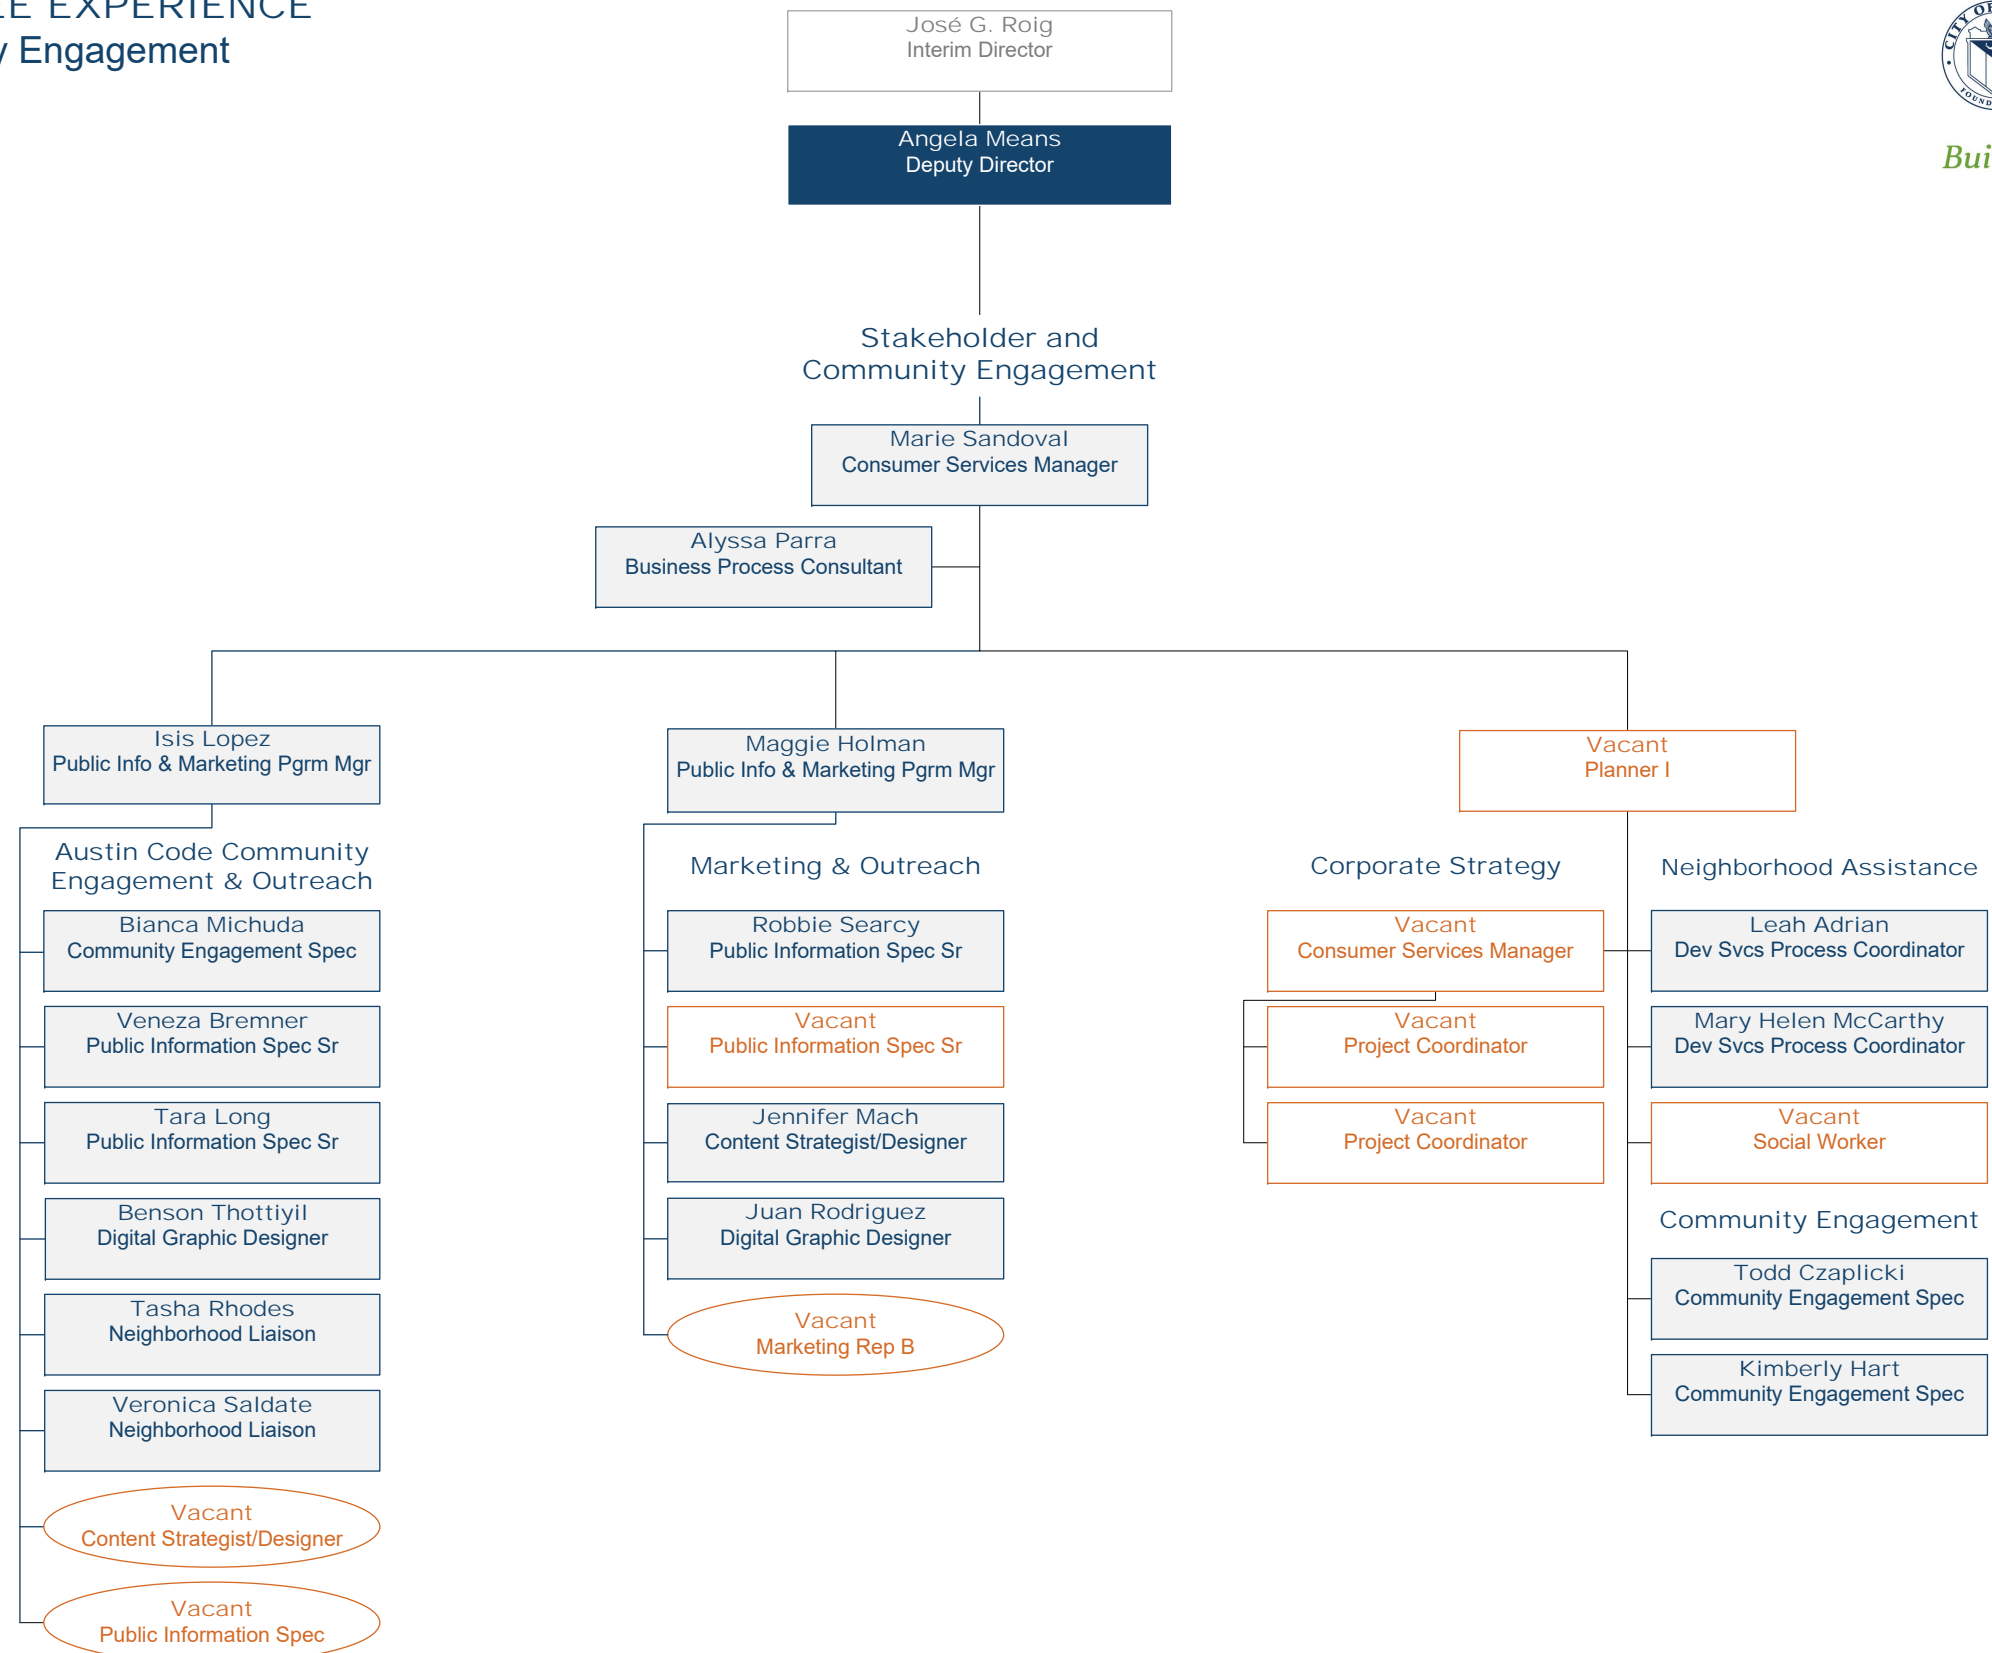 EXPERIENCE
Engagement
José G. Roig
Interim Director
CITY OF
Angela Means
Deputy Director
Stakeholder and
Community Engagement
Marie Sandoval
Consumer Services Manager
Alyssa Parra
Business Process Consultant
Isis Lopez
Public Info & Marketing Pgrm Mgr
Austin Code Community
Engagement & Outreach
Bianca Michuda
Community Engagement Spec
Veneza Bremner
Public Information Spec Sr
Tara Long
Public Information Spec Sr
Benson Thottiyil
Digital Graphic Designer
Tasha Rhodes
Neighborhood Liaison
Veronica Saldate
Neighborhood Liaison
Vacant
Content Strategist/Designer
Vacant
Public Information Spec
Maggie Holman
Public Info & Marketing Pgrm Mgr
Marketing & Outreach
Robbie Searcy
Public Information Spec Sr
Vacant
Public Information Spec Sr
Jennifer Mach
Content Strategist/Designer
Juan Rodriguez
Digital Graphic Designer
Vacant
Marketing Rep B
Vacant
Planner I
Corporate Strategy
Vacant
Consumer Services Manager
Vacant
Project Coordinator
Vacant
Project Coordinator
Neighborhood Assistance
Leah Adrian
Dev Svcs Process Coordinator
Mary Helen McCarthy
Dev Svcs Process Coordinator
Vacant
Social Worker
Community Engagement
Todd Czaplicki
Community Engagement Spec
Kimberly Hart
Community Engagement Spec